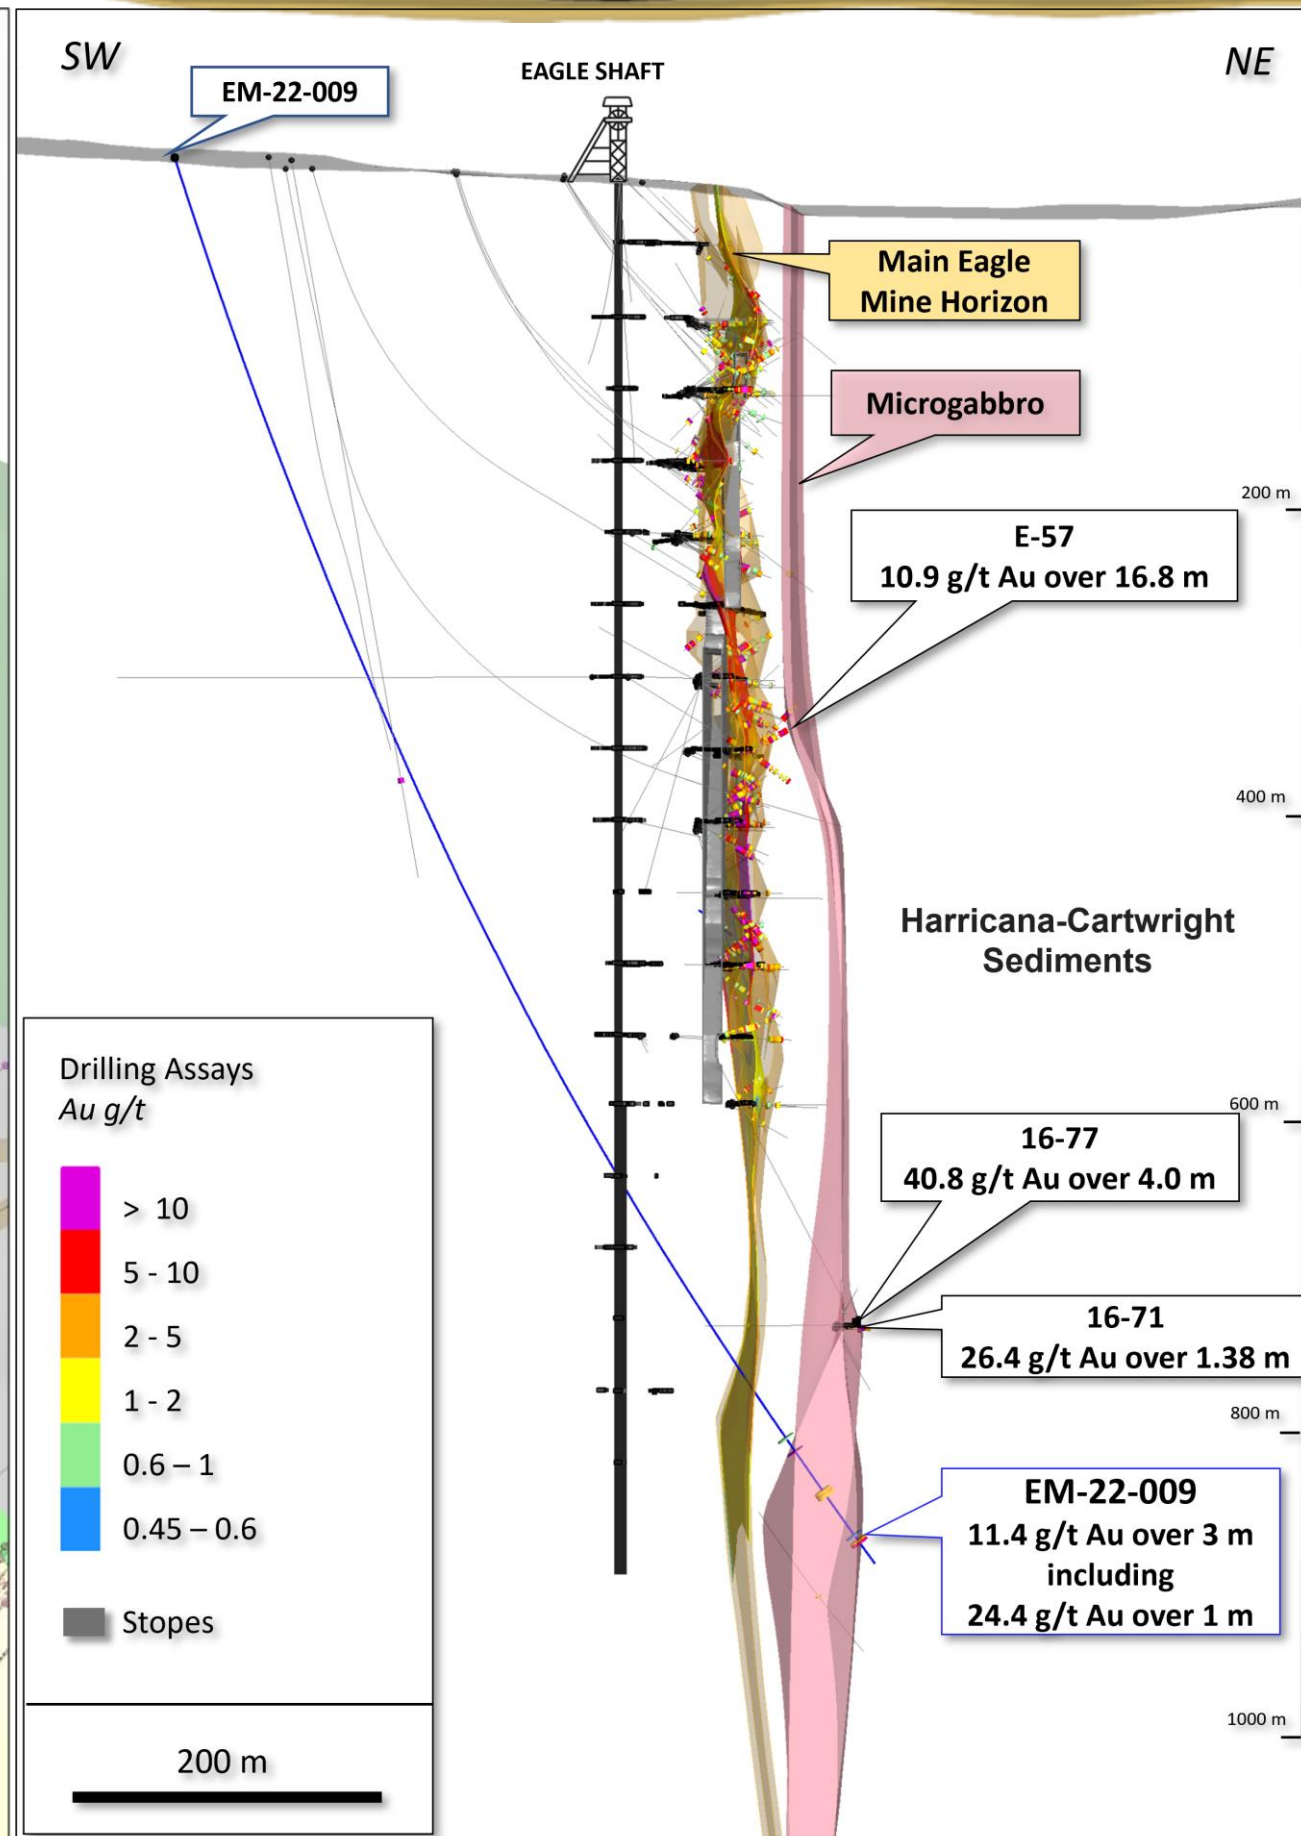 SW
EAGLE SHAFT
NE
EM-22-009
Main Eagle
Mine Horizon
Microgabbro
200 m
E-57
10.9 g/t Au over 16.8 m
400 m
Harricana-Cartwright
Sediments
600 m
16-77
40.8 g/t Au over 4.0 m
16-71
26.4 g/t Au over 1.38 m
800 m
EM-22-009
11.4 g/t Au over 3 m
including
24.4 g/t Au over 1 m
1000 m
Drilling Assays
Au g/t
> 10
5 - 10
2 - 5
1 - 2
0.6 – 1
0.45 – 0.6
Stopes
200 m